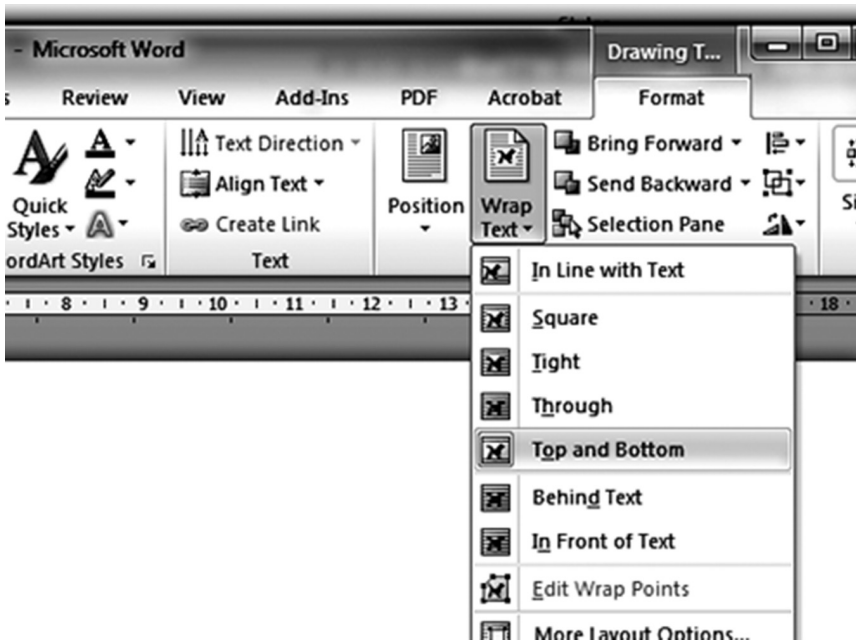 - Microsoft Word
Drawing T...
s Review View Add-Ins PDF Acrobat Format
Quick Styles
ordArt Styles
Text Direction
Align Text
Create Link
Text
Position
Wrap Text
Bring Forward
Send Backward
Selection Pane
Si
8 9 10 11 12 13 18
In Line with Text
Square
Tight
Through
Top and Bottom
Behind Text
In Front of Text
Edit Wrap Points
More Layout Options...